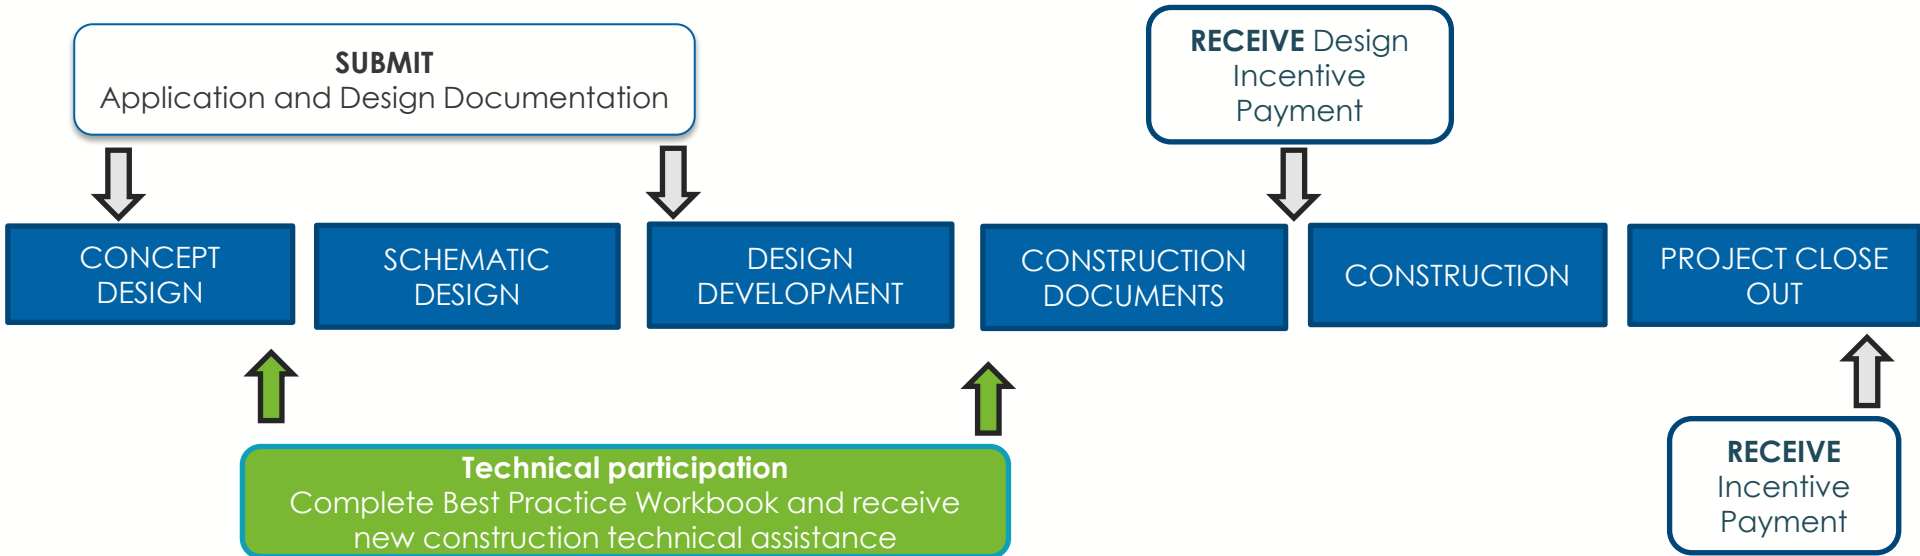 SUBMIT
Application and Design Documentation
RECEIVE Design
Incentive
Payment
CONCEPT
DESIGN
SCHEMATIC
DESIGN
DESIGN
DEVELOPMENT
CONSTRUCTION
DOCUMENTS
CONSTRUCTION
PROJECT CLOSE
OUT
Technical participation
Complete Best Practice Workbook and receive
new construction technical assistance
RECEIVE
Incentive
Payment